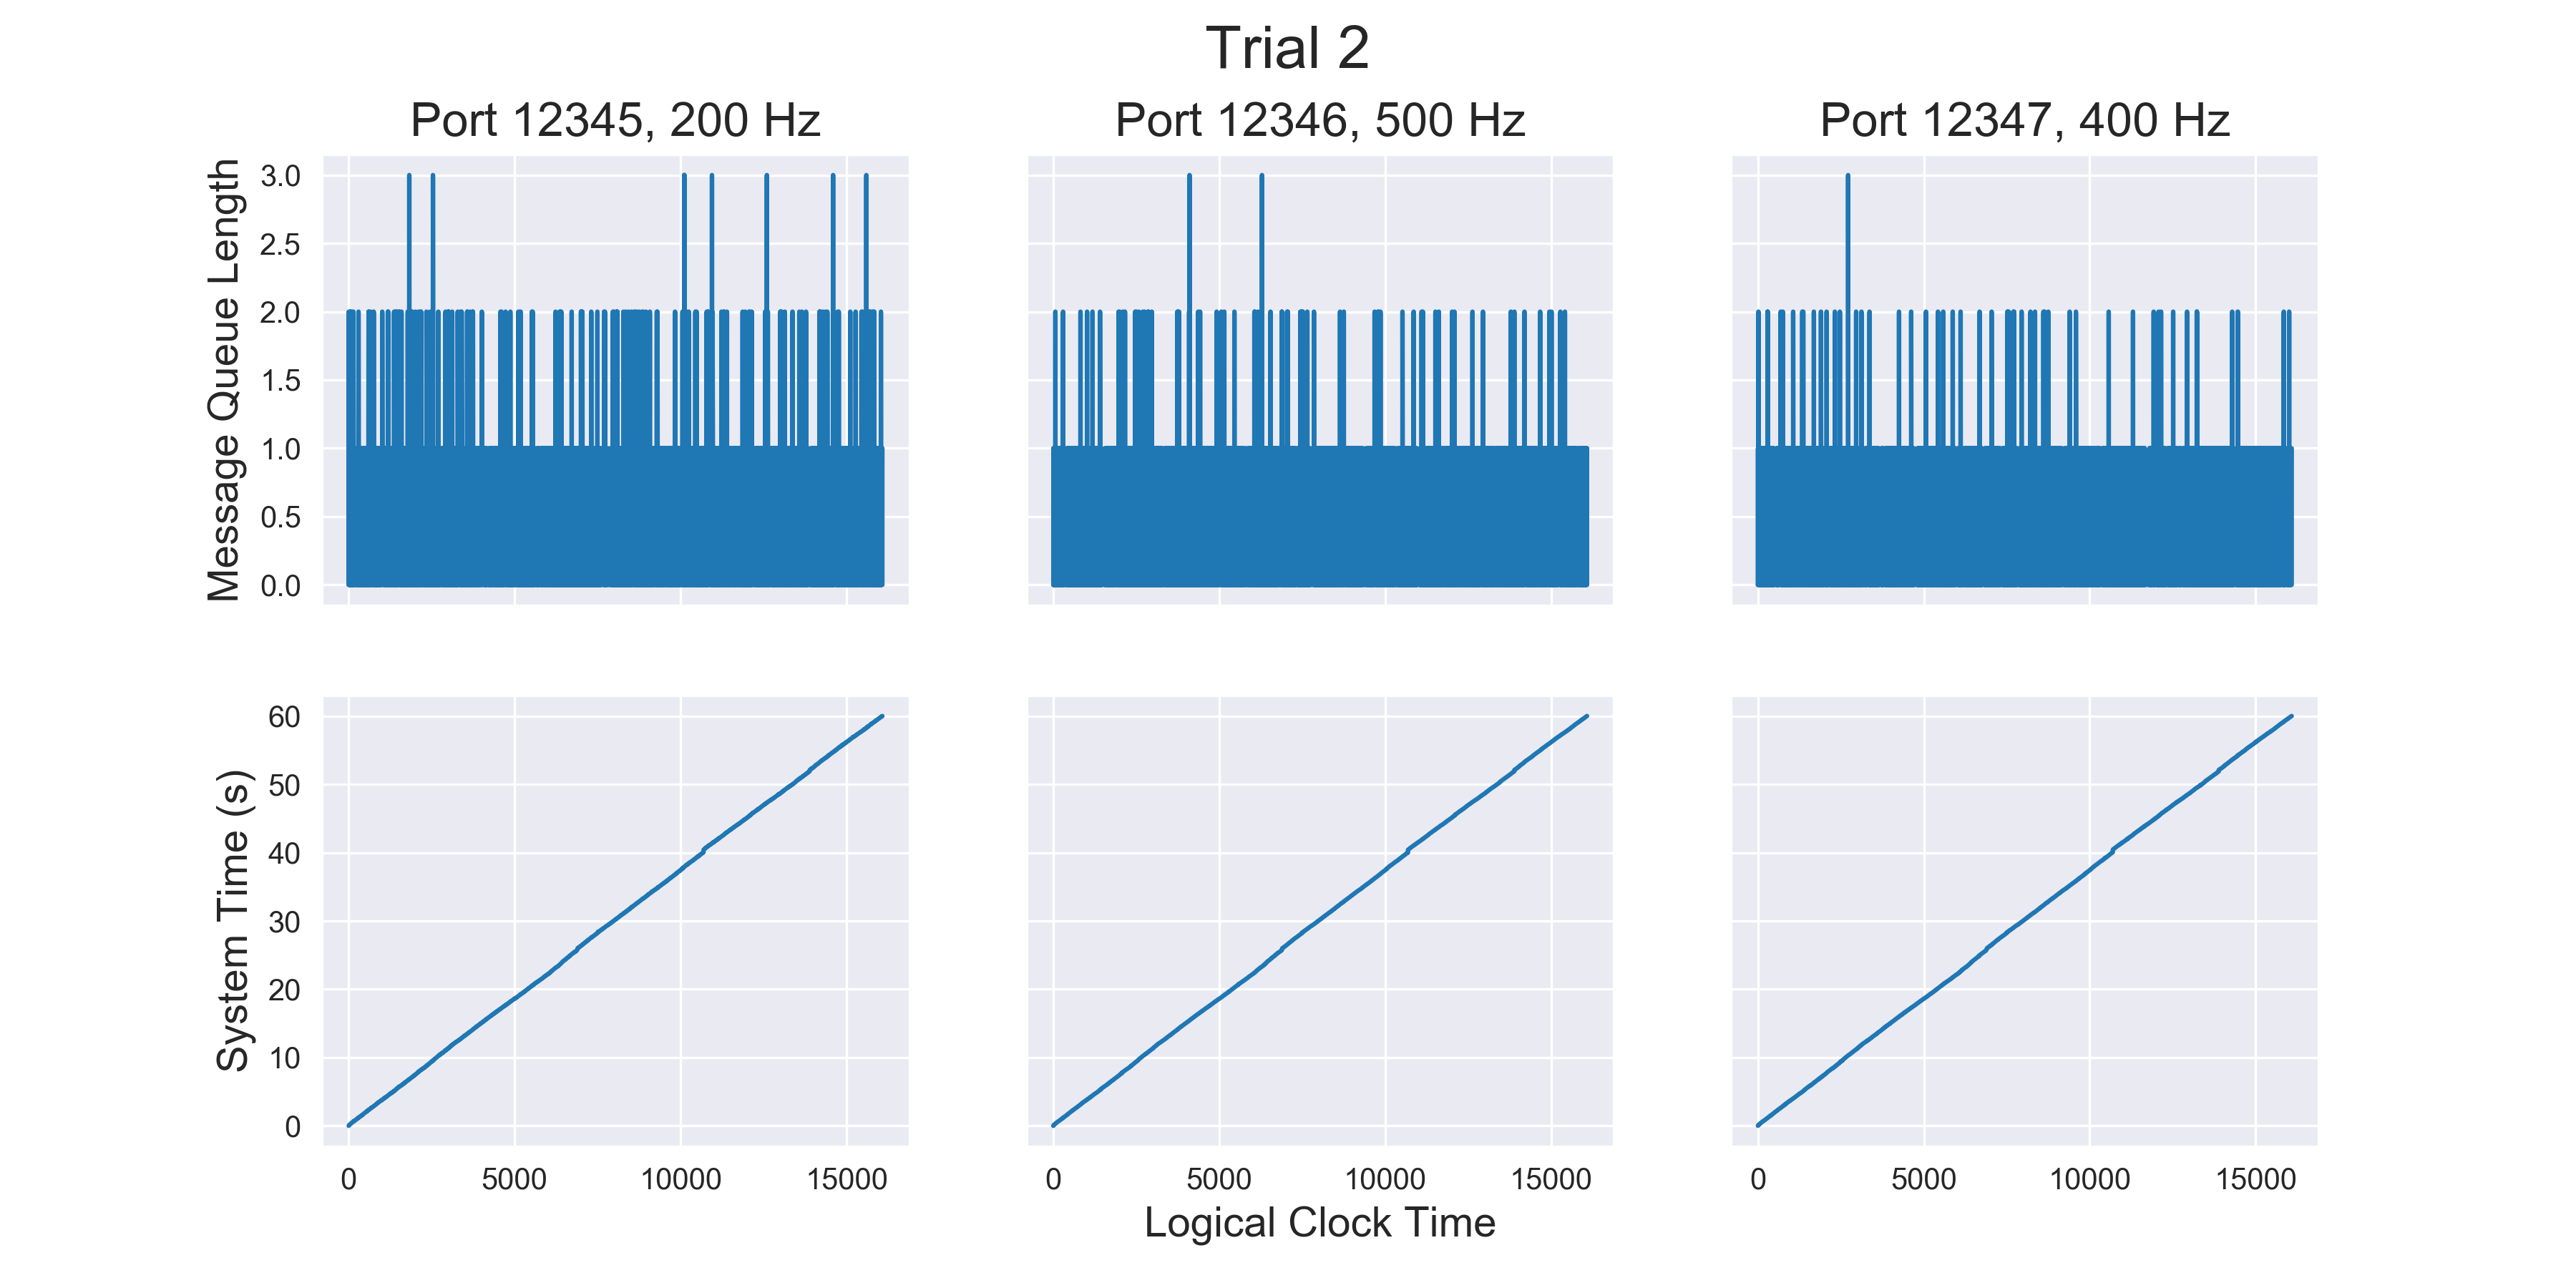 Trial 2
Port 12345, 200 Hz
Port 12346, 500 Hz
Port 12347, 400 Hz
Message Queue Length
3.0
2.5
2.0
1.5
1.0
0.5
0.0
System Time (s)
60
50
40
30
20
10
0
0 5000 10000 15000
0 5000 10000 15000
0 5000 10000 15000
Logical Clock Time